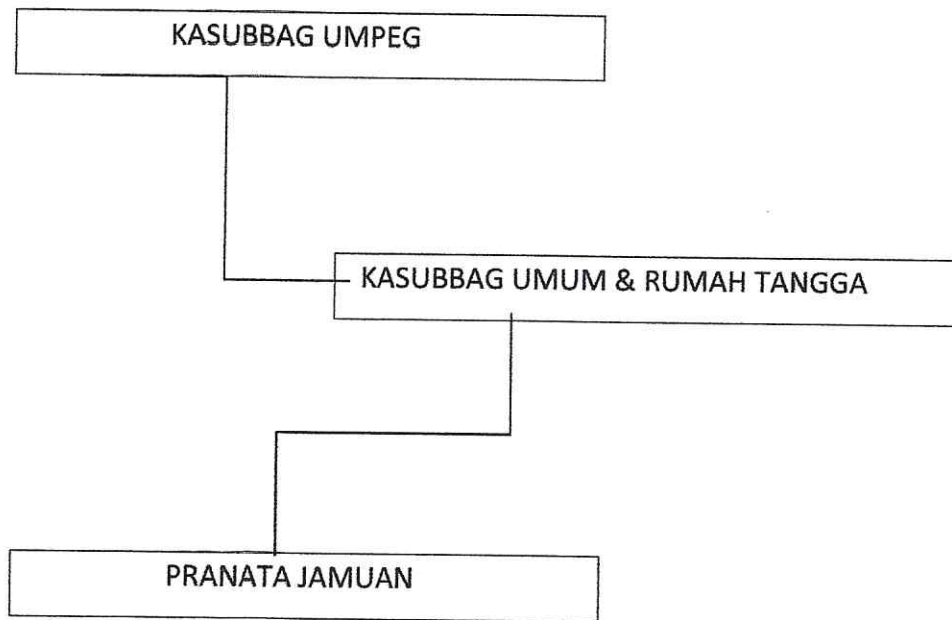 KASUBBAG UMPEG
KASUBBAG UMUM & RUMAH TANGGA
PRANATA JAMUAN